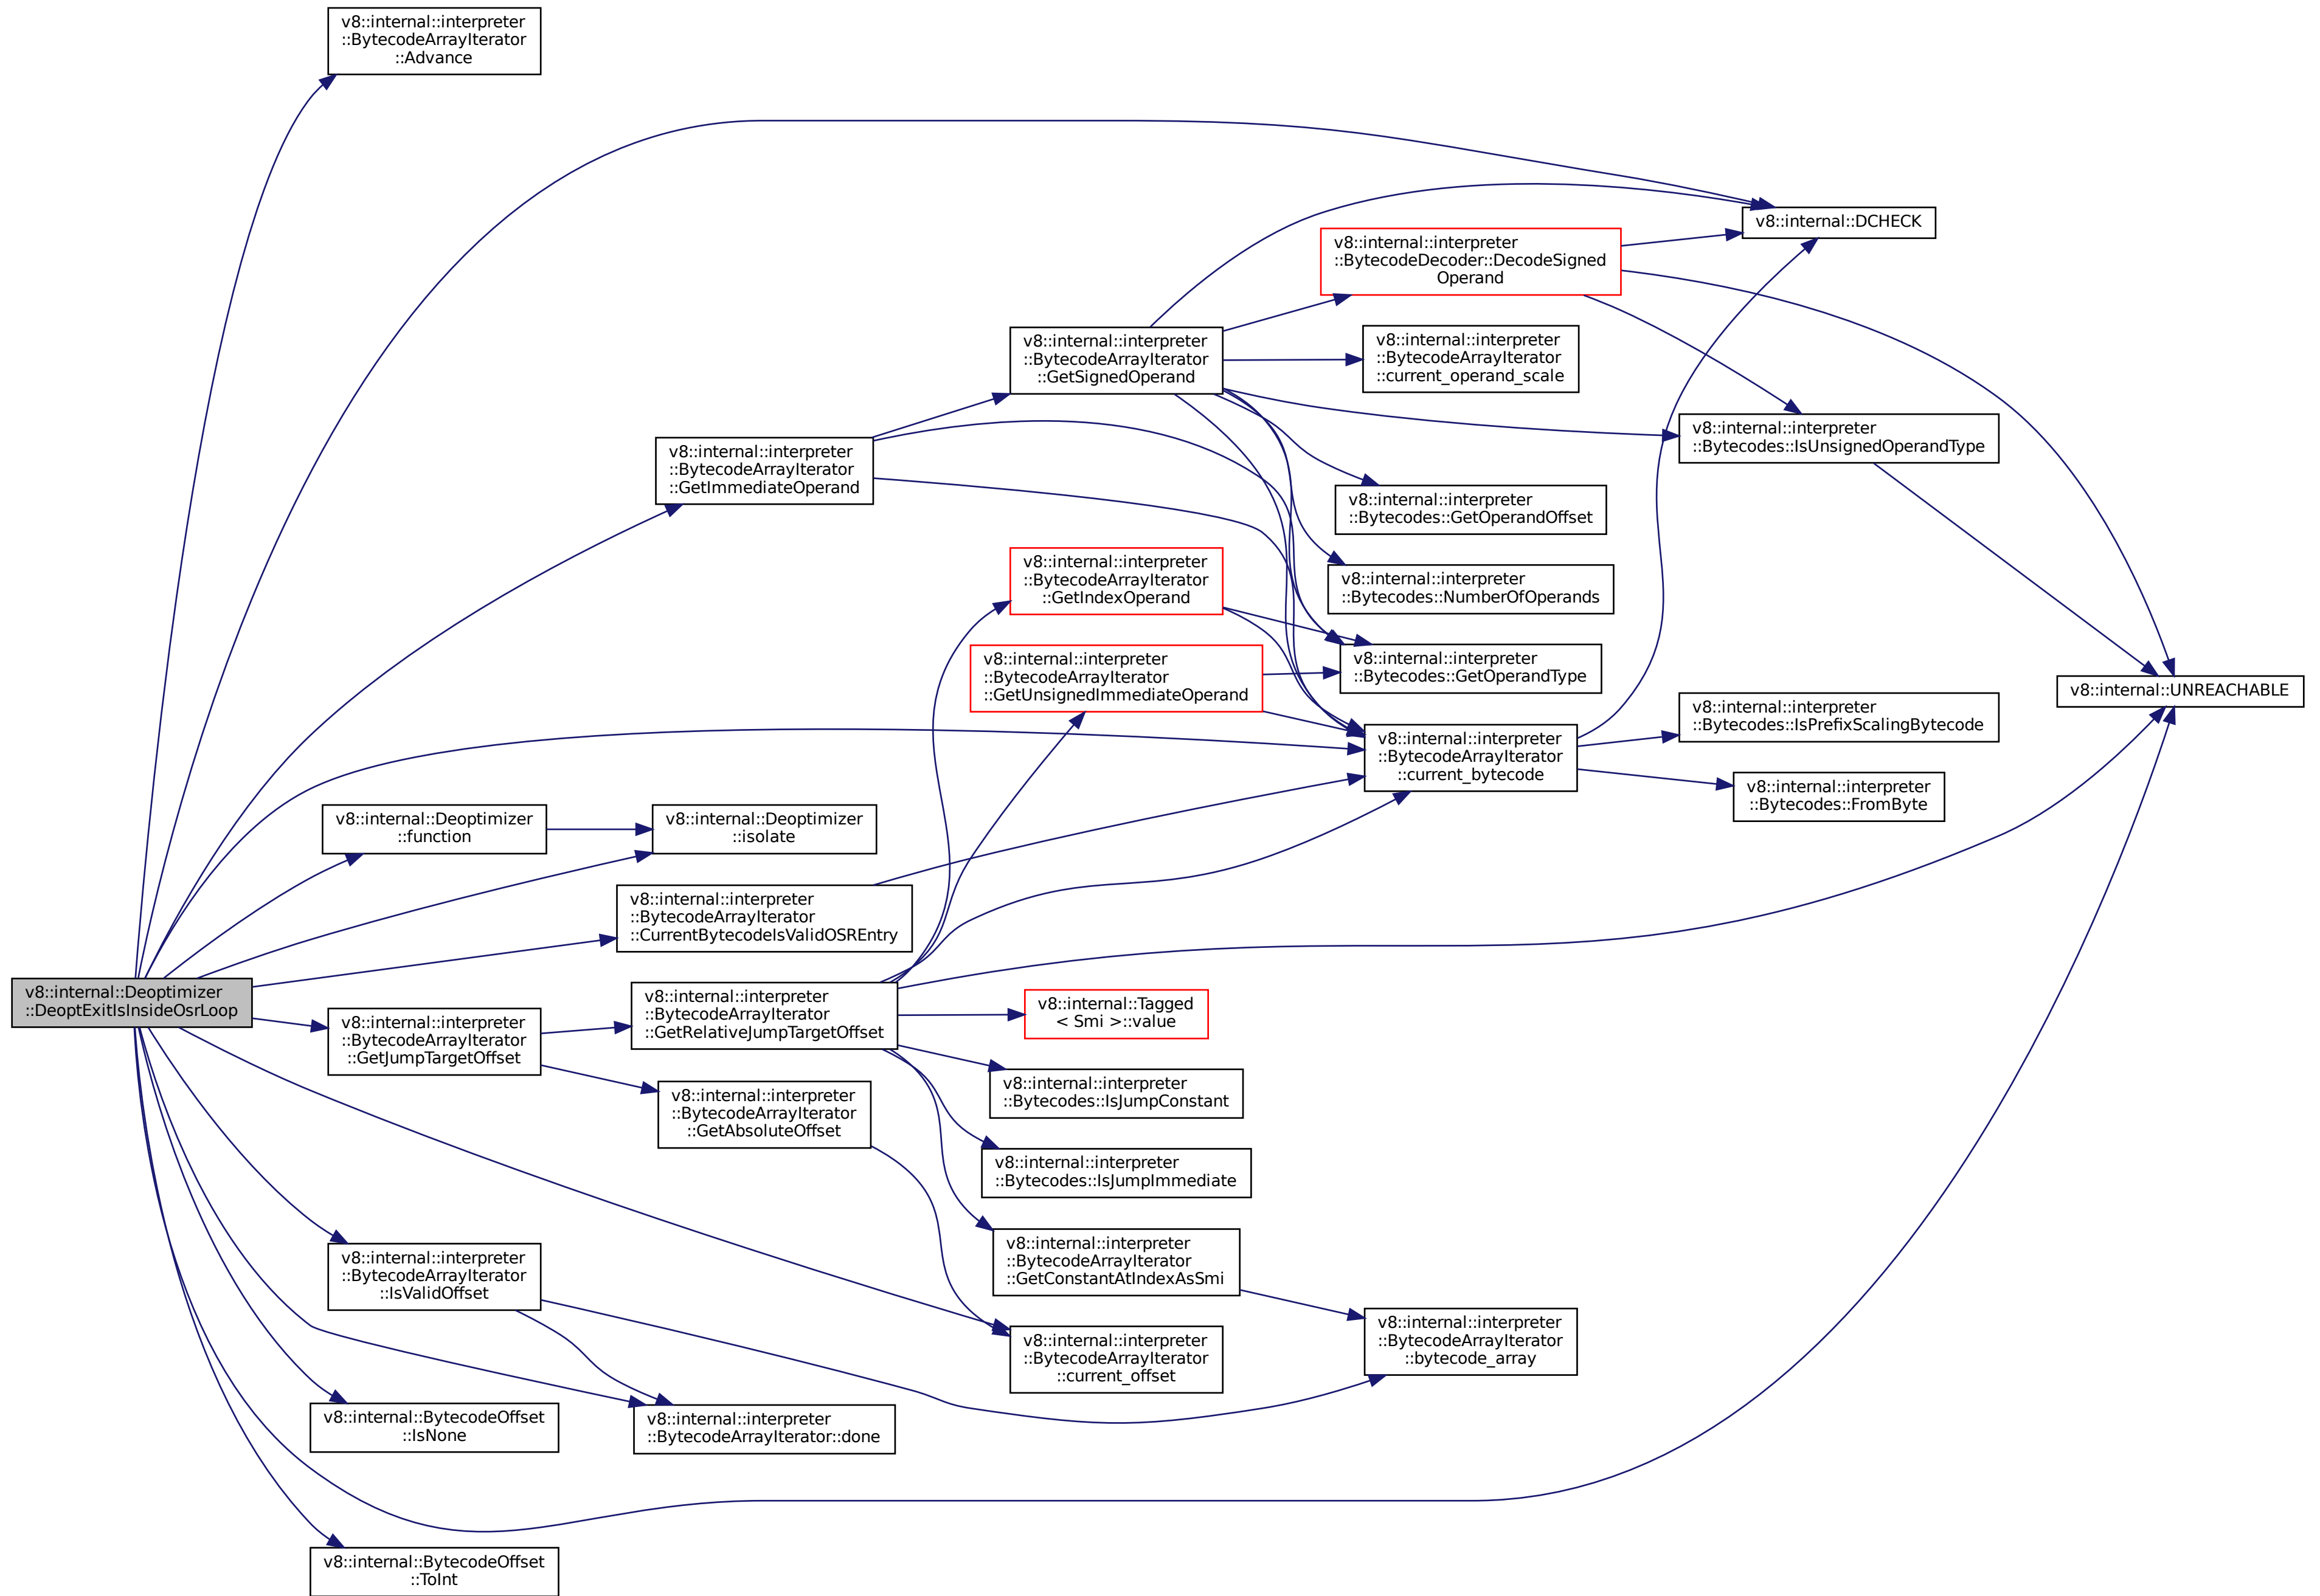 v8::internal::interpreter
::BytecodeArrayIterator
::Advance
v8::internal::DCHECK
v8::internal::interpreter
::BytecodeDecoder::DecodeSigned
Operand
v8::internal::interpreter
::BytecodeArrayIterator
::GetSignedOperand
v8::internal::interpreter
::BytecodeArrayIterator
::current_operand_scale
v8::internal::interpreter
::Bytecodes::IsUnsignedOperandType
v8::internal::interpreter
::BytecodeArrayIterator
::GetImmediateOperand
v8::internal::interpreter
::Bytecodes::GetOperandOffset
v8::internal::interpreter
::BytecodeArrayIterator
::GetIndexOperand
v8::internal::interpreter
::Bytecodes::NumberOfOperands
v8::internal::interpreter
::BytecodeArrayIterator
::GetUnsignedImmediateOperand
v8::internal::interpreter
::Bytecodes::GetOperandType
v8::internal::UNREACHABLE
v8::internal::interpreter
::Bytecodes::IsPrefixScalingBytecode
v8::internal::interpreter
::BytecodeArrayIterator
::current_bytecode
v8::internal::interpreter
::Bytecodes::FromByte
v8::internal::Deoptimizer
::function
v8::internal::Deoptimizer
::isolate
v8::internal::interpreter
::BytecodeArrayIterator
::CurrentBytecodeIsValidOSREntry
v8::internal::Deoptimizer
::DeoptExitIsInsideOsrLoop
v8::internal::interpreter
::BytecodeArrayIterator
::GetJumpTargetOffset
v8::internal::interpreter
::BytecodeArrayIterator
::GetRelativeJumpTargetOffset
v8::internal::Tagged
< Smi >::value
v8::internal::interpreter
::Bytecodes::IsJumpConstant
v8::internal::interpreter
::BytecodeArrayIterator
::GetAbsoluteOffset
v8::internal::interpreter
::Bytecodes::IsJumpImmediate
v8::internal::interpreter
::BytecodeArrayIterator
::GetConstantAtIndexAsSmi
v8::internal::interpreter
::BytecodeArrayIterator
::IsValidOffset
v8::internal::interpreter
::BytecodeArrayIterator
::bytecode_array
v8::internal::interpreter
::BytecodeArrayIterator
::current_offset
v8::internal::BytecodeOffset
::IsNone
v8::internal::interpreter
::BytecodeArrayIterator::done
v8::internal::BytecodeOffset
::ToInt